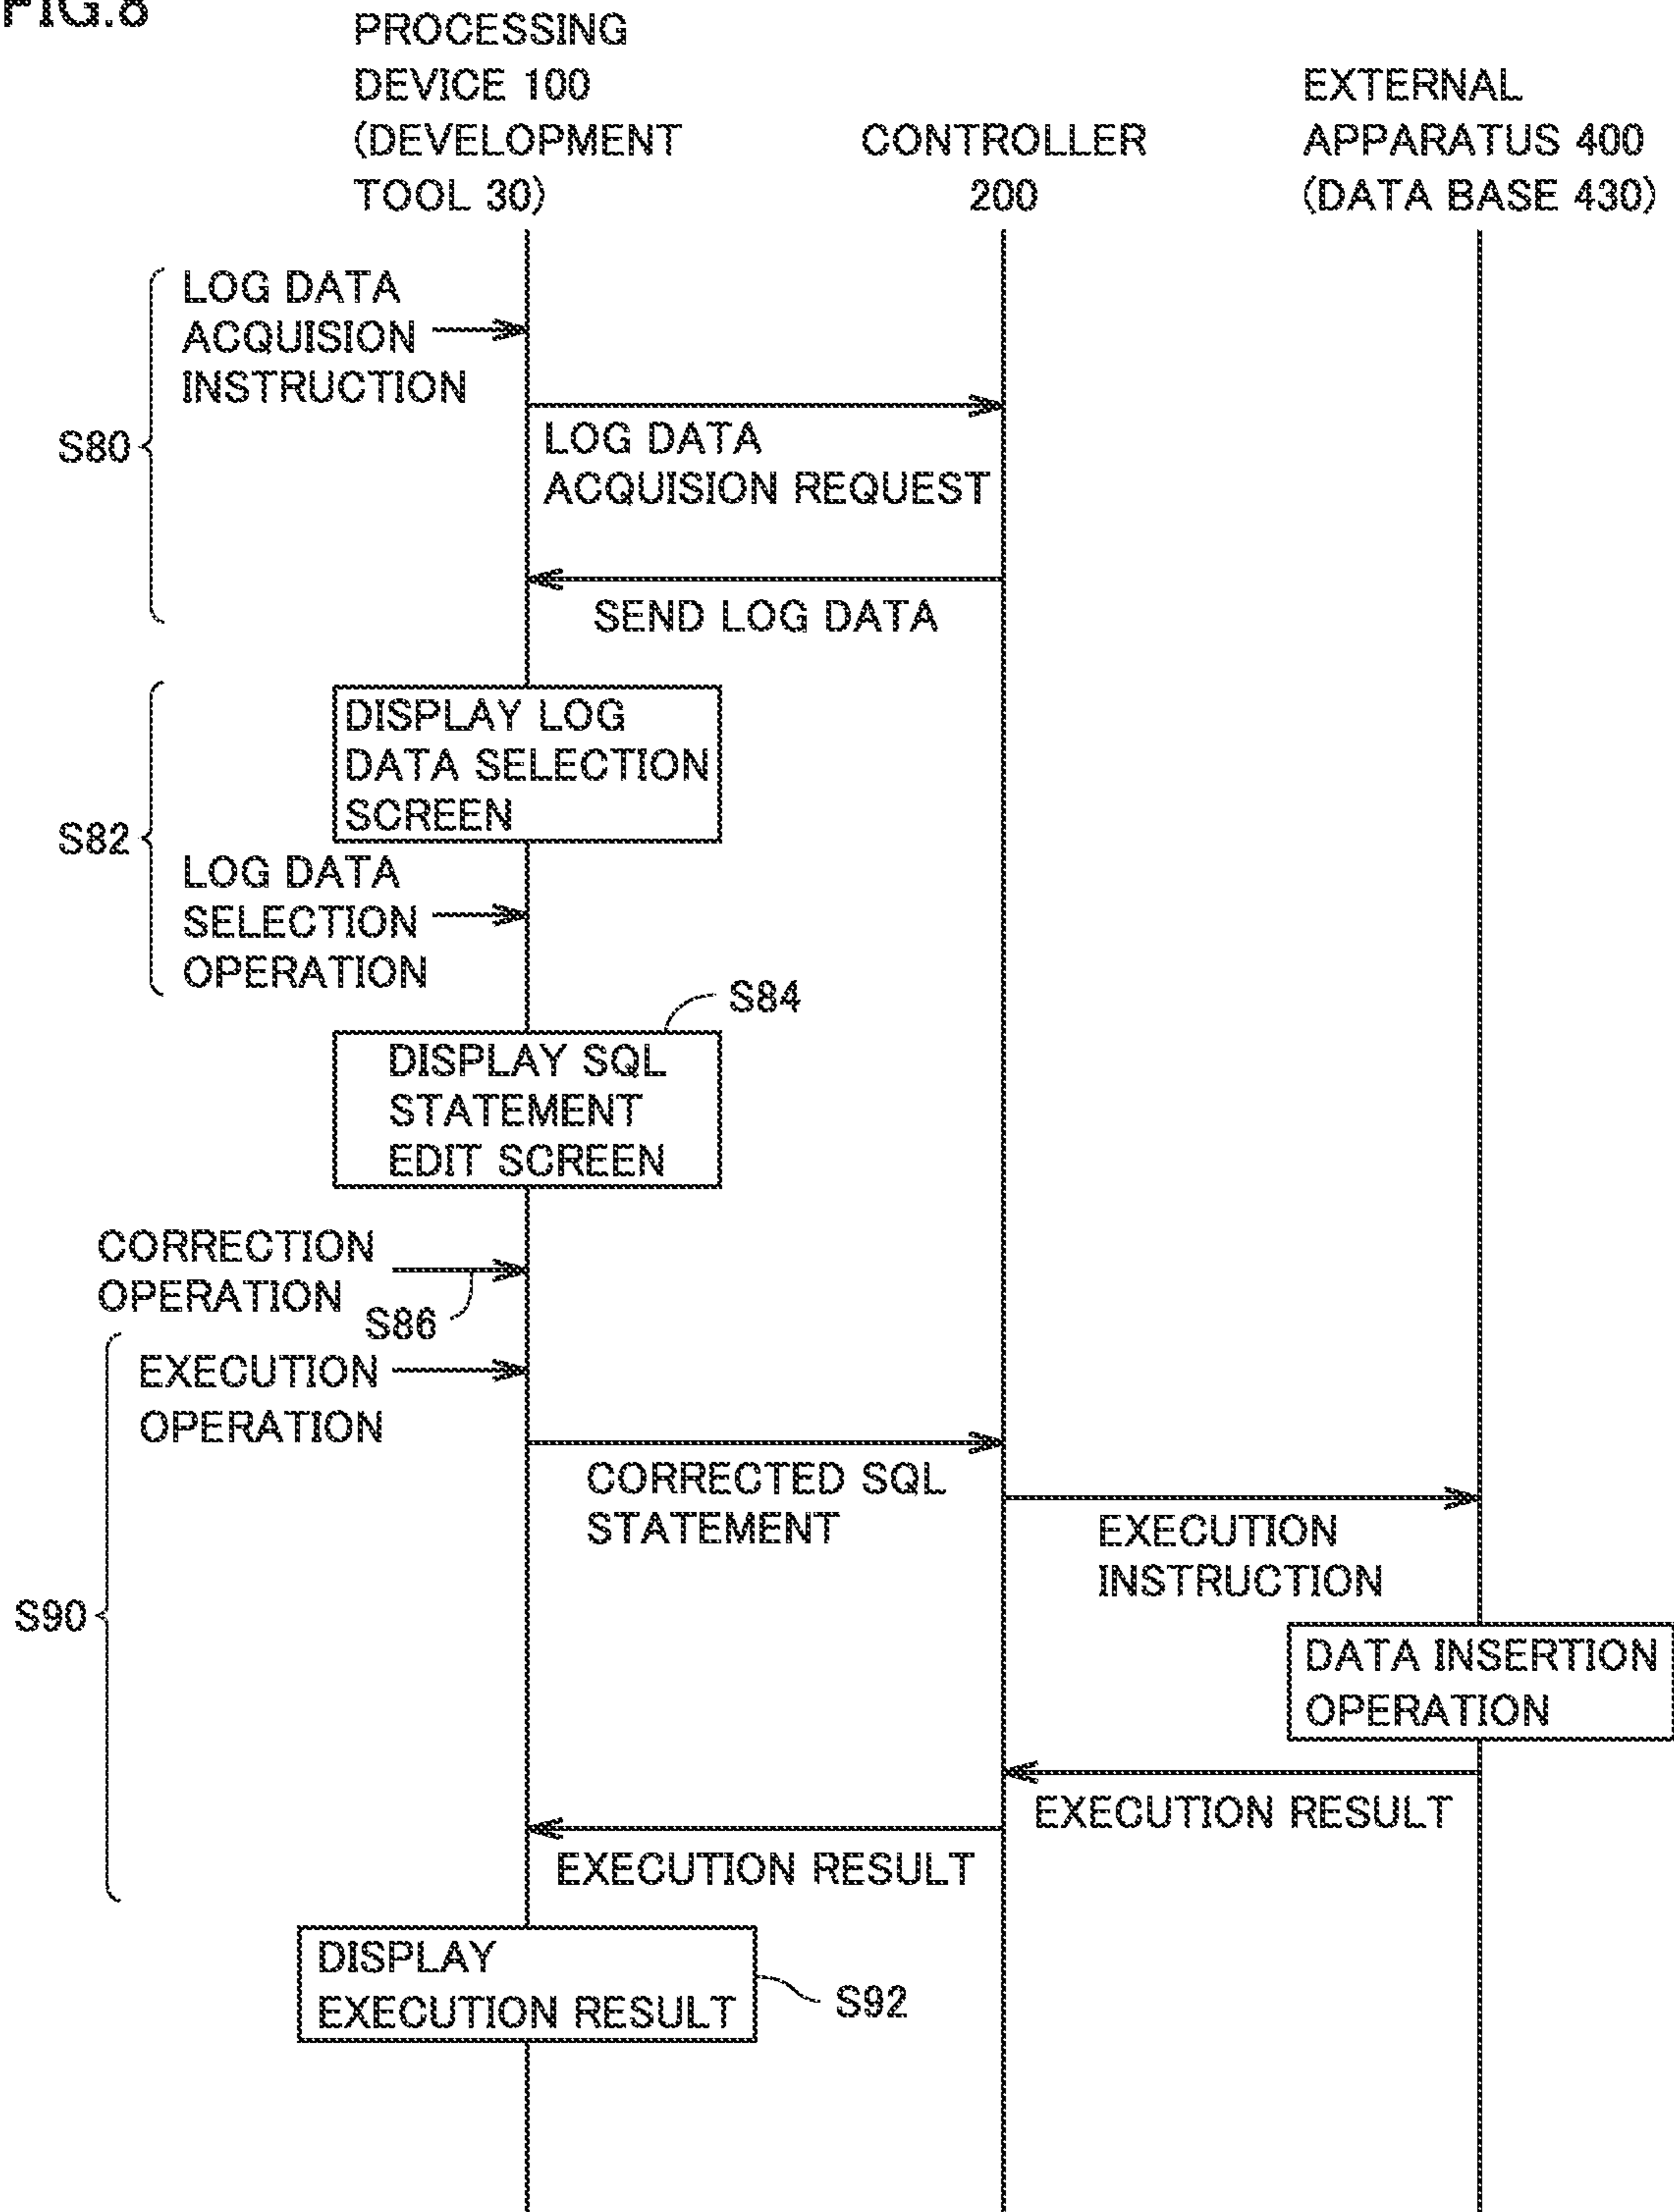 FIG.8
PROCESSING
DEVICE 100
(DEVELOPMENT
TOOL 30)
CONTROLLER
200
EXTERNAL
APPARATUS 400
(DATA BASE 430)
S80
LOG DATA
ACQUISION
INSTRUCTION
LOG DATA
ACQUISION REQUEST
SEND LOG DATA
S82
DISPLAY LOG
DATA SELECTION
SCREEN
LOG DATA
SELECTION
OPERATION
S84
DISPLAY SQL
STATEMENT
EDIT SCREEN
CORRECTION
OPERATION
S86
S90
EXECUTION
OPERATION
CORRECTED SQL
STATEMENT
EXECUTION
INSTRUCTION
DATA INSERTION
OPERATION
EXECUTION RESULT
EXECUTION RESULT
DISPLAY
EXECUTION RESULT
S92